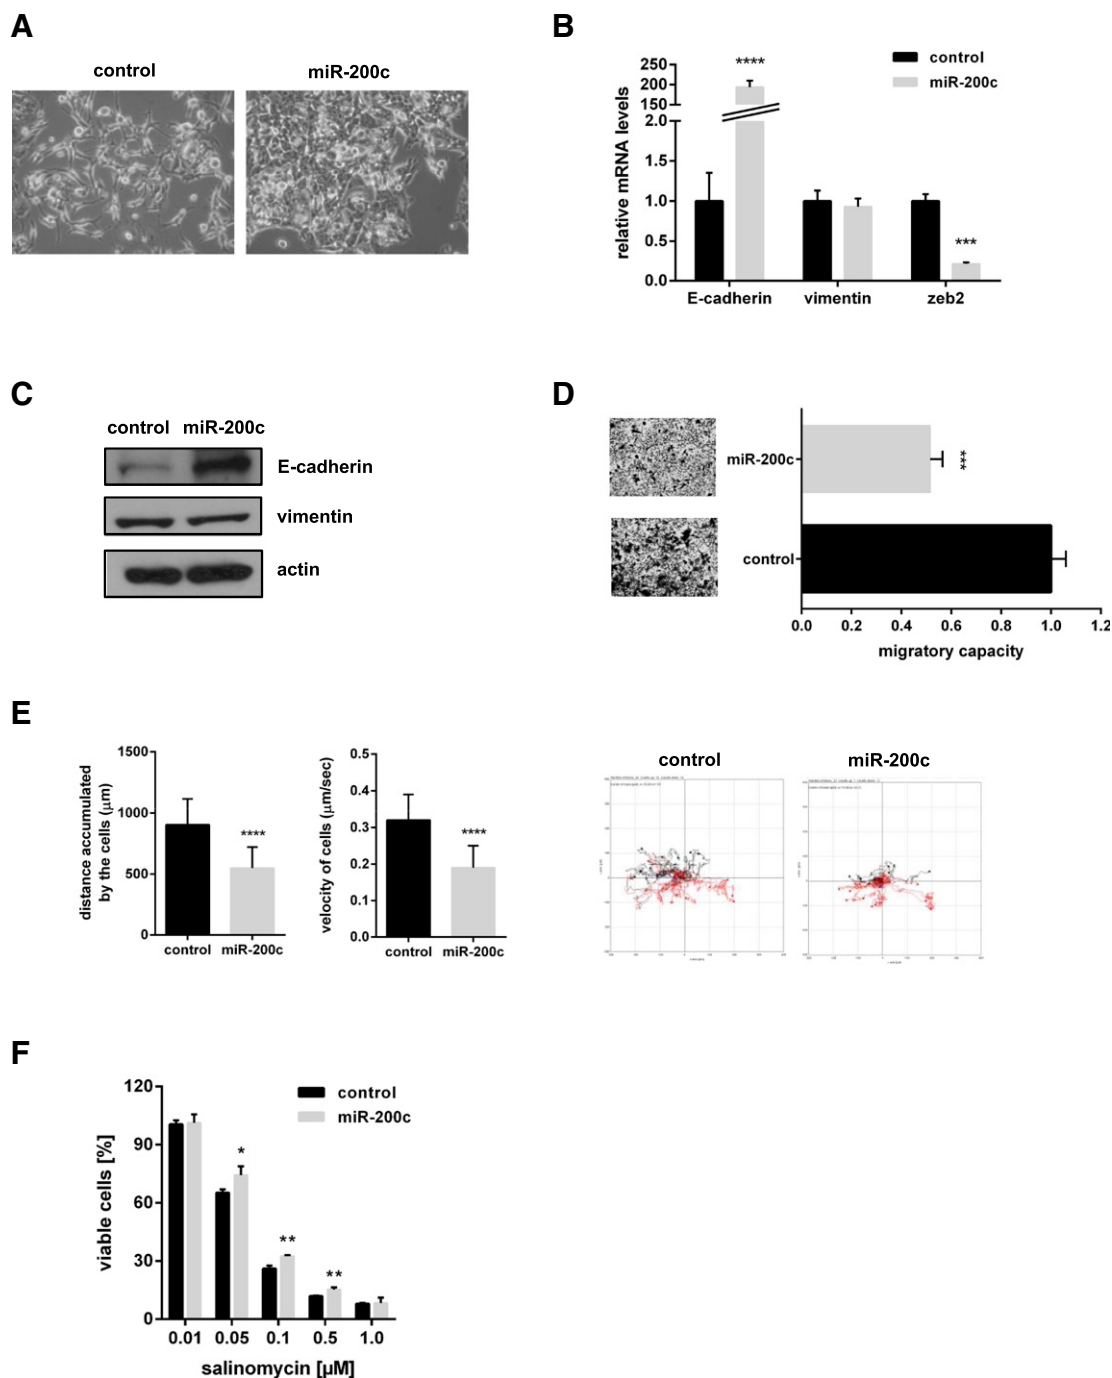 A
control
miR-200c
B
control
miR-200c
relative mRNA levels
250
200
150
2.0
1.5
1.0
0.5
0.0
****
***
E-cadherin
vimentin
zeb2
C
control
miR-200c
E-cadherin
vimentin
actin
D
miR-200c
***
control
0.0
0.2
0.4
0.6
0.8
1.0
1.2
migratory capacity
E
distance accumulated
by the cells (μm)
1500
1000
500
0
****
control
miR-200c
velocity of cells (μm/sec)
0.5
0.4
0.3
0.2
0.1
0.0
****
control
miR-200c
control
miR-200c
F
control
miR-200c
viable cells [%]
120
90
60
30
0
*
**
**
0.01
0.05
0.1
0.5
1.0
salinomycin [μM]